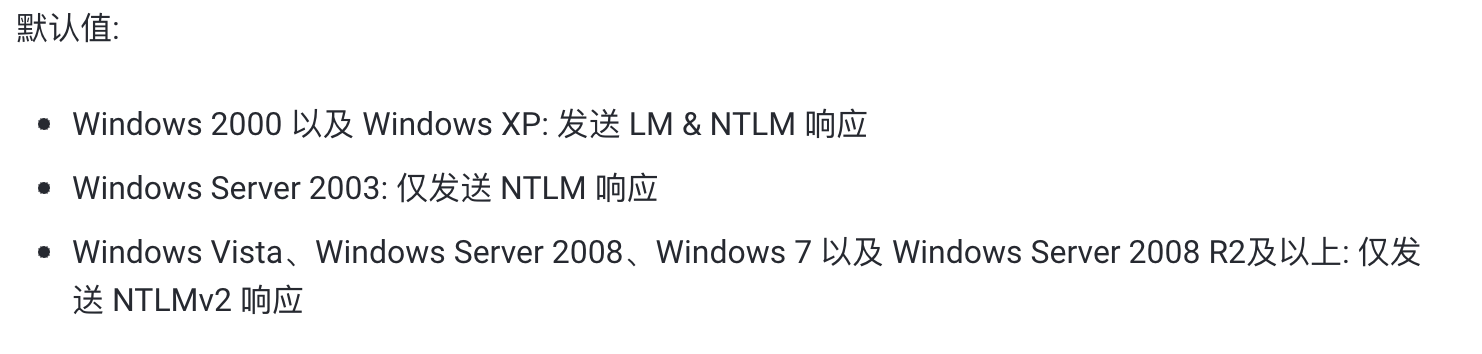 默认值:
• Windows 2000 以及 Windows XP: 发送 LM & NTLM 响应
• Windows Server 2003: 仅发送 NTLM 响应
• Windows Vista、Windows Server 2008、Windows 7 以及 Windows Server 2008 R2及以上: 仅发
送 NTLMv2 响应